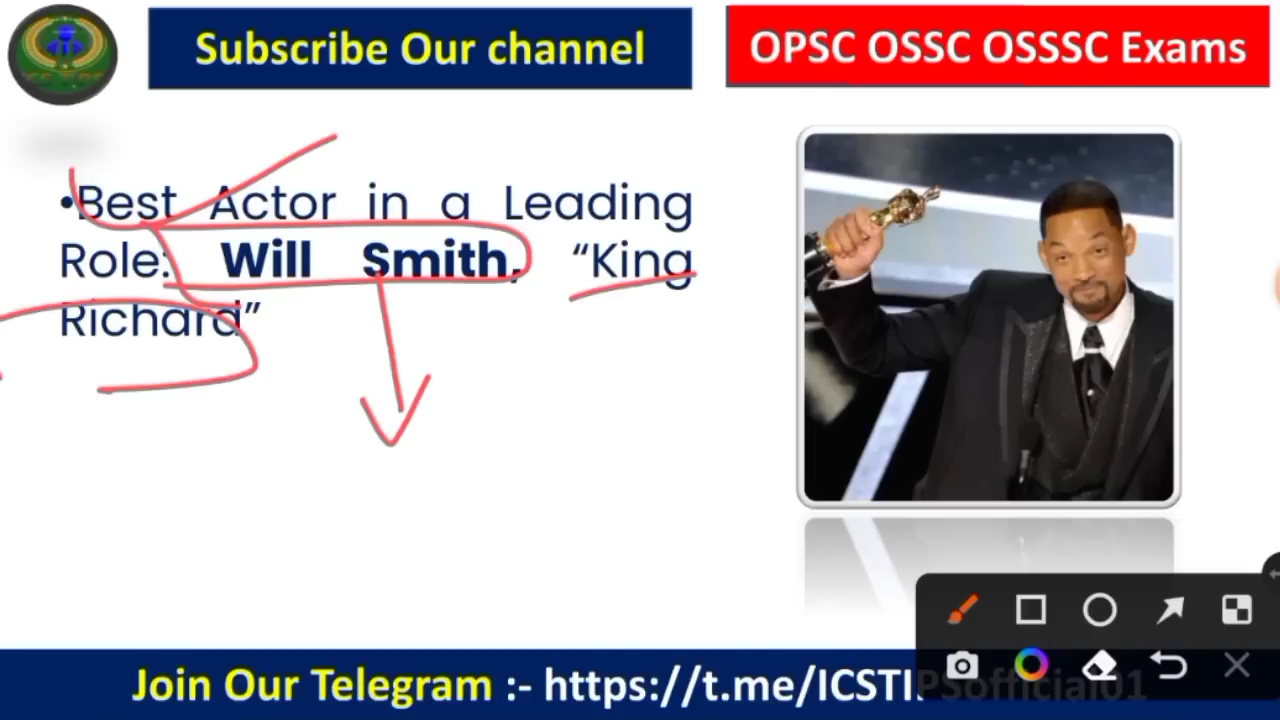 Subscribe Our channel
OPSC OSSC OSSSC Exams
•Best Actor in a Leading
Role: Will Smith, “King
Richard”
Join Our Telegram :- https://t.me/ICSTIPSofficial01